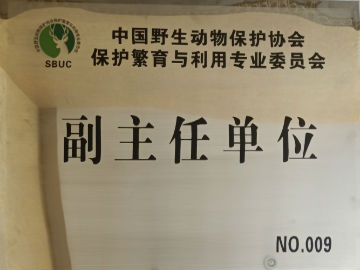 中国野生动物保护协会
保护繁育与利用专业委员会
SBUC
副主任单位
NO.009